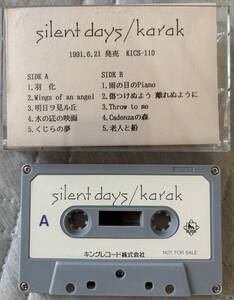 silent days/karak
1991.6.21 発売 KICS-110
SIDE A
1.羽 化
2.Wings of an angel
3.明日ヲ見ル丘
4.水の底の映画
5.くじらの夢
SIDE B
1.雨の日のPiano
2.傷つけぬよう 離れぬように
3.Throw to me
4.Cadenzaの森
5.老人と船
silent days/karak
A
キングレコード株式会社
NOT FOR SALE